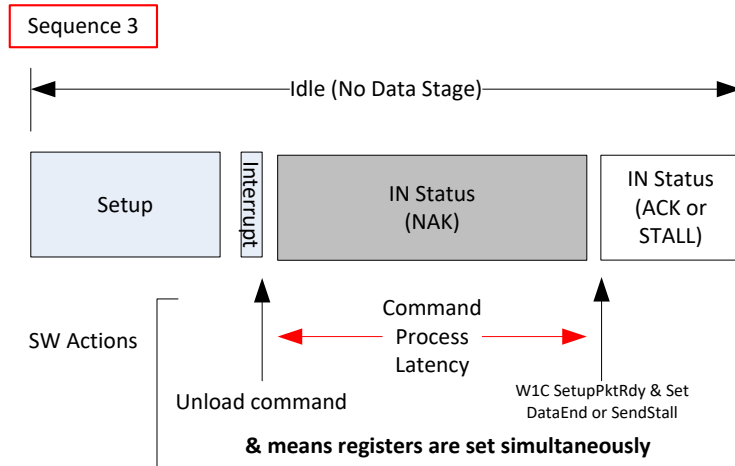 Sequence 3
Idle (No Data Stage)
Setup
Interrupt
IN Status
(NAK)
IN Status
(ACK or
STALL)
SW Actions
Command
Process
Latency
Unload command
W1C SetupPktRdy & Set
DataEnd or SendStall
& means registers are set simultaneously